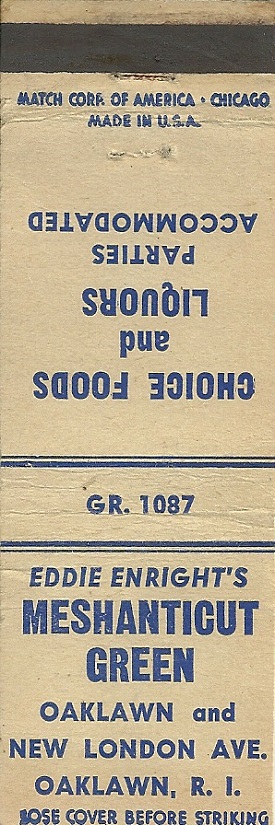 MATCH CORP. OF AMERICA · CHICAGO
MADE IN U.S.A.
CHOICE FOODS
and
LIQUORS
PARTIES
ACCOMMODATED
GR. 1087
EDDIE ENRIGHT'S
MESHANTICUT
GREEN
OAKLAWN and
NEW LONDON AVE.
OAKLAWN, R. I.
LOSE COVER BEFORE STRIKING